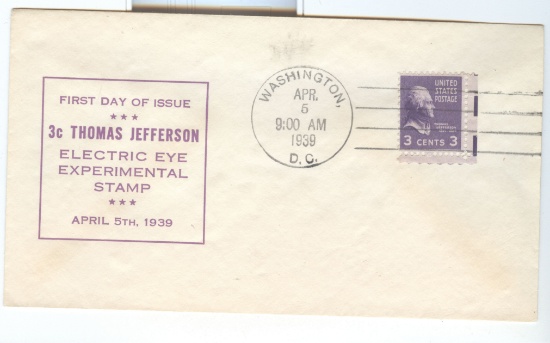 FIRST DAY OF ISSUE
★ ★ ★
3c THOMAS JEFFERSON
ELECTRIC EYE
EXPERIMENTAL
STAMP
★ ★ ★
APRIL 5TH, 1939
WASHINGTON,
APR.
5
9:00 AM
1939
D. C.
UNITED
STATES
POSTAGE
3 CENTS 3